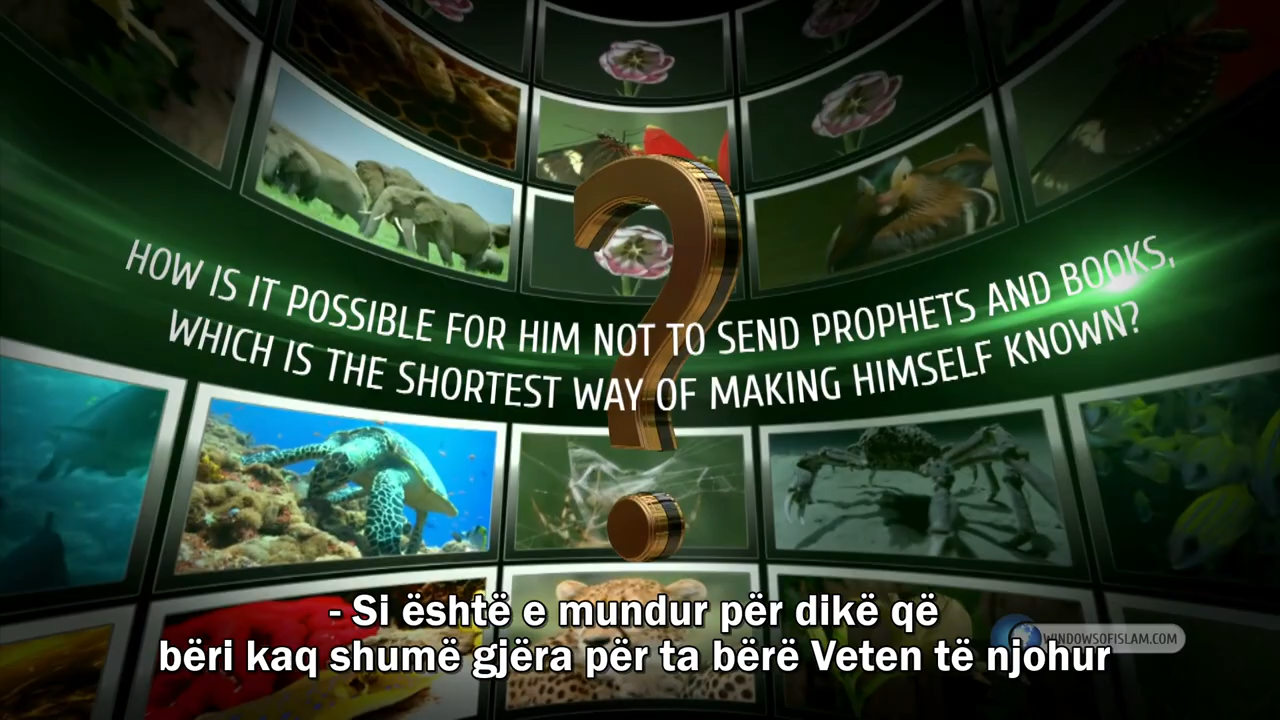 HOW IS IT POSSIBLE FOR HIM NOT TO SEND PROPHETS AND BOOKS,
WHICH IS THE SHORTEST WAY OF MAKING HIMSELF KNOWN?
- Si është e mundur për dikë që
bëri kaq shumë gjëra për ta bërë Veten të njohur
WINDOWSOFISLAM.COM